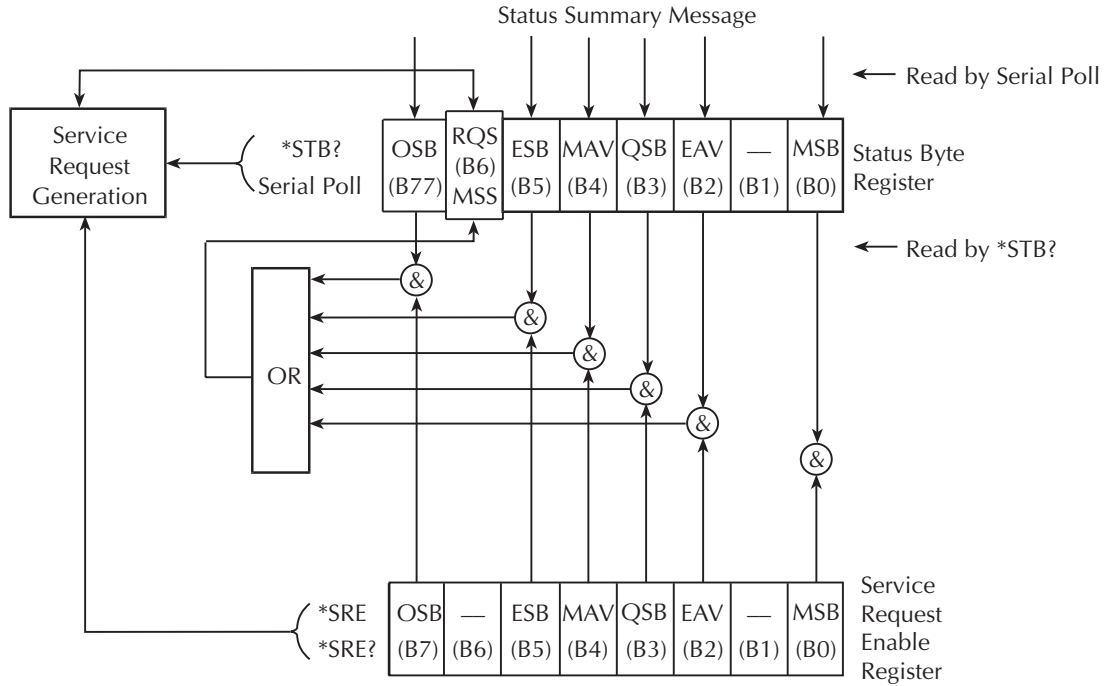 Status Summary Message
Read by Serial Poll
Service
Request
Generation
*STB?
Serial Poll
OSB
(B77)
RQS
(B6)
MSS
ESB
(B5)
MAV
(B4)
QSB
(B3)
EAV
(B2)
—
(B1)
MSB
(B0)
Status Byte
Register
Read by *STB?
&
&
&
&
&
&
OR
*SRE
*SRE?
OSB
(B7)
—
(B6)
ESB
(B5)
MAV
(B4)
QSB
(B3)
EAV
(B2)
—
(B1)
MSB
(B0)
Service
Request
Enable
Register